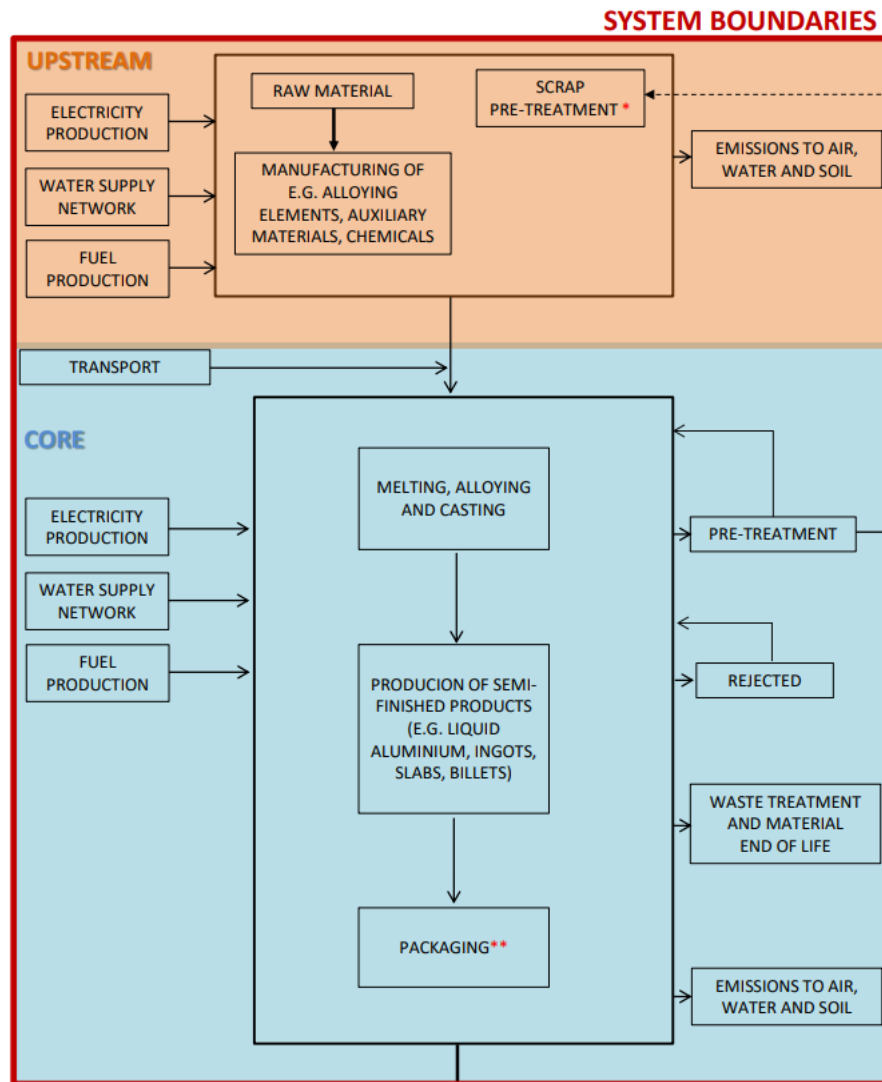 SYSTEM BOUNDARIES
UPSTREAM
RAW MATERIAL
SCRAP
PRE-TREATMENT *
ELECTRICITY
PRODUCTION
EMISSIONS TO AIR,
WATER AND SOIL
MANUFACTURING OF
E.G. ALLOYING
ELEMENTS, AUXILIARY
MATERIALS, CHEMICALS
WATER SUPPLY
NETWORK
FUEL
PRODUCTION
TRANSPORT
CORE
MELTING, ALLOYING
AND CASTING
ELECTRICITY
PRODUCTION
PRE-TREATMENT
WATER SUPPLY
NETWORK
FUEL
PRODUCTION
PRODUCION OF SEMI-
FINISHED PRODUCTS
(E.G. LIQUID
ALUMINIUM, INGOTS,
SLABS, BILLETS)
REJECTED
WASTE TREATMENT
AND MATERIAL
END OF LIFE
PACKAGING**
EMISSIONS TO AIR,
WATER AND SOIL